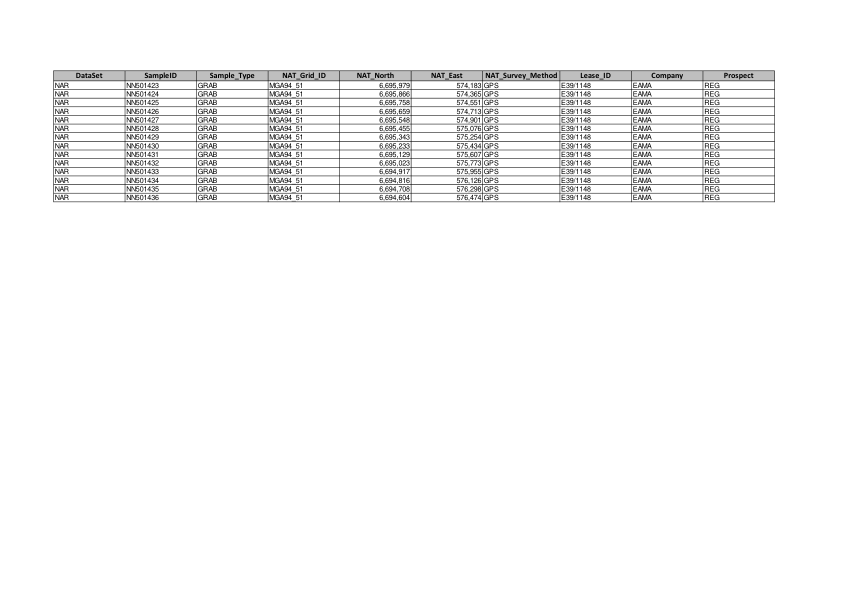 DataSet SampleID Sample_Type NAT_Grid_ID NAT_North NAT_East NAT_Survey_Method Lease_ID Company Prospect
NAR NN501423 GRAB MGA94_51 6,695,979 574,183 GPS E39/1148 EAMA REG
NAR NN501424 GRAB MGA94_51 6,695,866 574,365 GPS E39/1148 EAMA REG
NAR NN501425 GRAB MGA94_51 6,695,758 574,551 GPS E39/1148 EAMA REG
NAR NN501426 GRAB MGA94_51 6,695,659 574,713 GPS E39/1148 EAMA REG
NAR NN501427 GRAB MGA94_51 6,695,548 574,901 GPS E39/1148 EAMA REG
NAR NN501428 GRAB MGA94_51 6,695,455 575,076 GPS E39/1148 EAMA REG
NAR NN501429 GRAB MGA94_51 6,695,343 575,254 GPS E39/1148 EAMA REG
NAR NN501430 GRAB MGA94_51 6,695,233 575,434 GPS E39/1148 EAMA REG
NAR NN501431 GRAB MGA94_51 6,695,129 575,607 GPS E39/1148 EAMA REG
NAR NN501432 GRAB MGA94_51 6,695,023 575,773 GPS E39/1148 EAMA REG
NAR NN501433 GRAB MGA94_51 6,694,917 575,955 GPS E39/1148 EAMA REG
NAR NN501434 GRAB MGA94_51 6,694,816 576,126 GPS E39/1148 EAMA REG
NAR NN501435 GRAB MGA94_51 6,694,708 576,298 GPS E39/1148 EAMA REG
NAR NN501436 GRAB MGA94_51 6,694,604 576,474 GPS E39/1148 EAMA REG